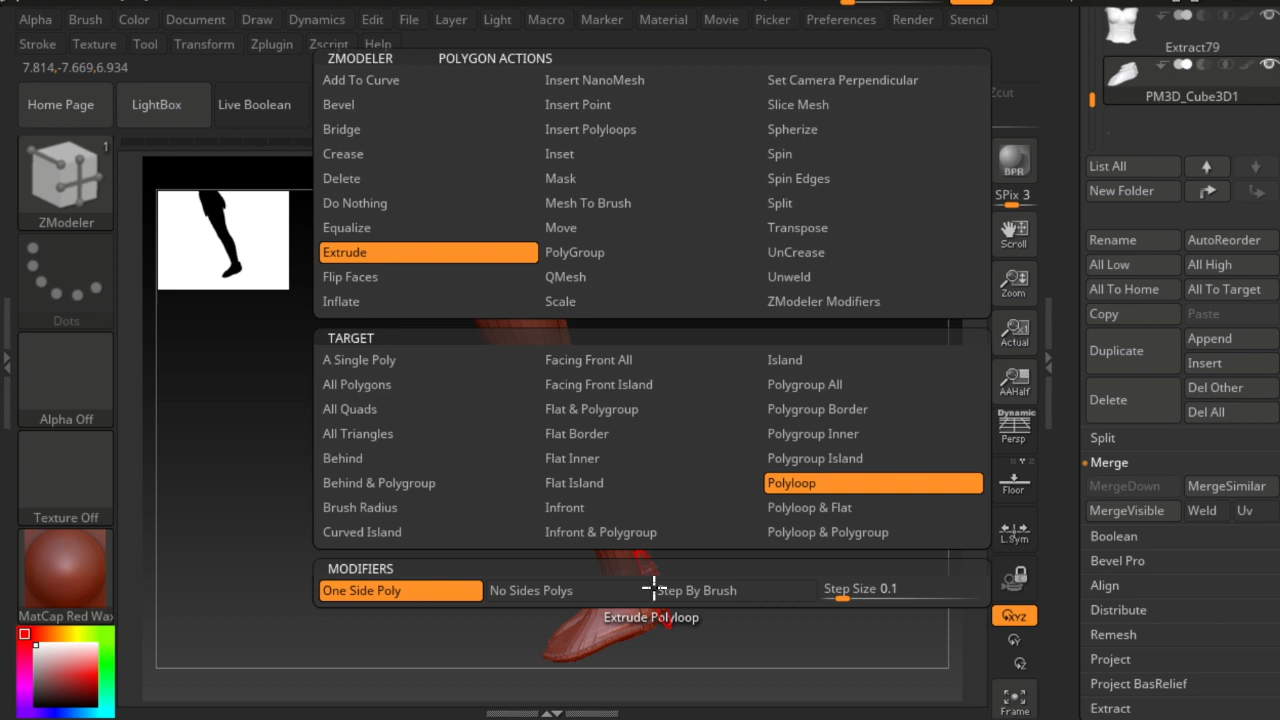 Alpha Brush Color Document Draw Dynamics Edit File Layer Light Macro Marker Material Movie Picker Preferences Render Stencil
Stroke Texture Tool Transform Zplugin Zscript Help
7.814,-7.669,6.934
Home Page LightBox Live Boolean
1
ZModeler
Dots
Alpha Off
Texture Off
MatCap Red Wax
ZMODELER POLYGON ACTIONS
Add To Curve Insert NanoMesh Set Camera Perpendicular
Bevel Insert Point Slice Mesh
Bridge Insert Polyloops Spherize
Crease Inset Spin
Delete Mask Spin Edges
Do Nothing Mesh To Brush Split
Equalize Move Transpose
Extrude PolyGroup UnCrease
Flip Faces QMesh Unweld
Inflate Scale ZModeler Modifiers
TARGET
A Single Poly Facing Front All Island
All Polygons Facing Front Island Polygroup All
All Quads Flat & Polygroup Polygroup Border
All Triangles Flat Border Polygroup Inner
Behind Flat Inner Polygroup Island
Behind & Polygroup Flat Island Polyloop
Brush Radius Infront Polyloop & Flat
Curved Island Infront & Polygroup Polyloop & Polygroup
MODIFIERS
One Side Poly No Sides Polys Step By Brush Step Size 0.1
Extrude Polyloop
Zcut
BPR
SPix 3
Scroll
Zoom
Actual
AAHalf
Dynamic
Persp
Floor
L.Sym
XYZ
Y
Z
Frame
Extract79
PM3D_Cube3D1
List All
New Folder
Rename AutoReorder
All Low All High
All To Home All To Target
Copy Paste
Duplicate Append
Insert
Delete Del Other
Del All
Split
Merge
MergeDown MergeSimilar
MergeVisible Weld Uv
Boolean
Bevel Pro
Align
Distribute
Remesh
Project
Project BasRelief
Extract